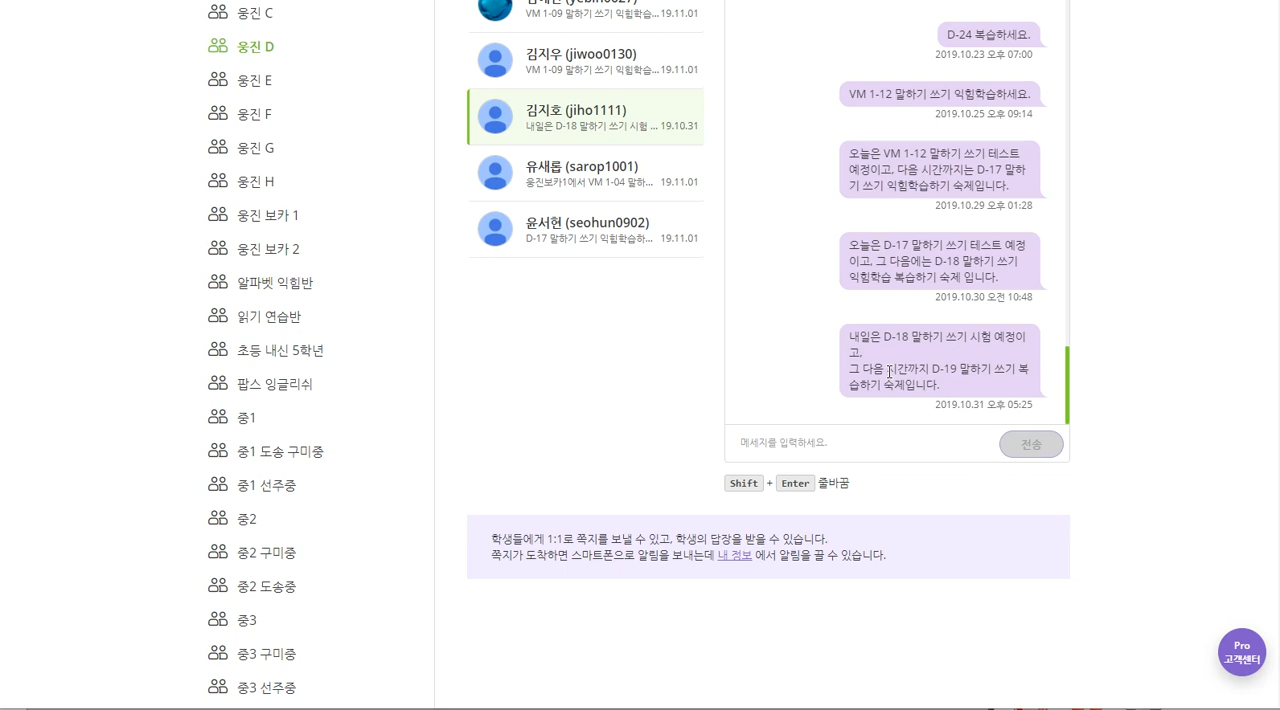 웅진 C
웅진 D
웅진 E
웅진 F
웅진 G
웅진 H
웅진 보카 1
웅진 보카 2
알파벳 익힘반
읽기 연습반
초등 내신 5학년
팝스 잉글리쉬
중1
중1 도송 구미중
중1 선주중
중2
중2 구미중
중2 도송중
중3
중3 구미중
중3 선주중
VM 1-09 말하기 쓰기 익힘학습... 19.11.01
김지우 (jiwoo0130)
VM 1-09 말하기 쓰기 익힘학습... 19.11.01
김지호 (jiho1111)
내일은 D-18 말하기 쓰기 시험 ... 19.10.31
유새롭 (sarop1001)
웅진보카1에서 VM 1-04 말하... 19.11.01
윤서헌 (seohun0902)
D-17 말하기 쓰기 익힘학습하... 19.11.01
D-24 복습하세요.
2019.10.23 오후 07:00
VM 1-12 말하기 쓰기 익힘학습하세요.
2019.10.25 오후 09:14
오늘은 VM 1-12 말하기 쓰기 테스트
예정이고, 다음 시간까지는 D-17 말하
기 쓰기 익힘학습하기 숙제입니다.
2019.10.29 오후 01:28
오늘은 D-17 말하기 쓰기 테스트 예정
이고, 그 다음에는 D-18 말하기 쓰기
익힘학습 복습하기 숙제 입니다.
2019.10.30 오전 10:48
내일은 D-18 말하기 쓰기 시험 예정이
고,
그 다음 시간까지 D-19 말하기 쓰기 복
습하기 숙제입니다.
2019.10.31 오후 05:25
메세지를 입력하세요.
전송
Shift + Enter 줄바꿈
학생들에게 1:1로 쪽지를 보낼 수 있고, 학생의 답장을 받을 수 있습니다.
쪽지가 도착하면 스마트폰으로 알림을 보내는데 내 정보 에서 알림을 끌 수 있습니다.
Pro
고객센터